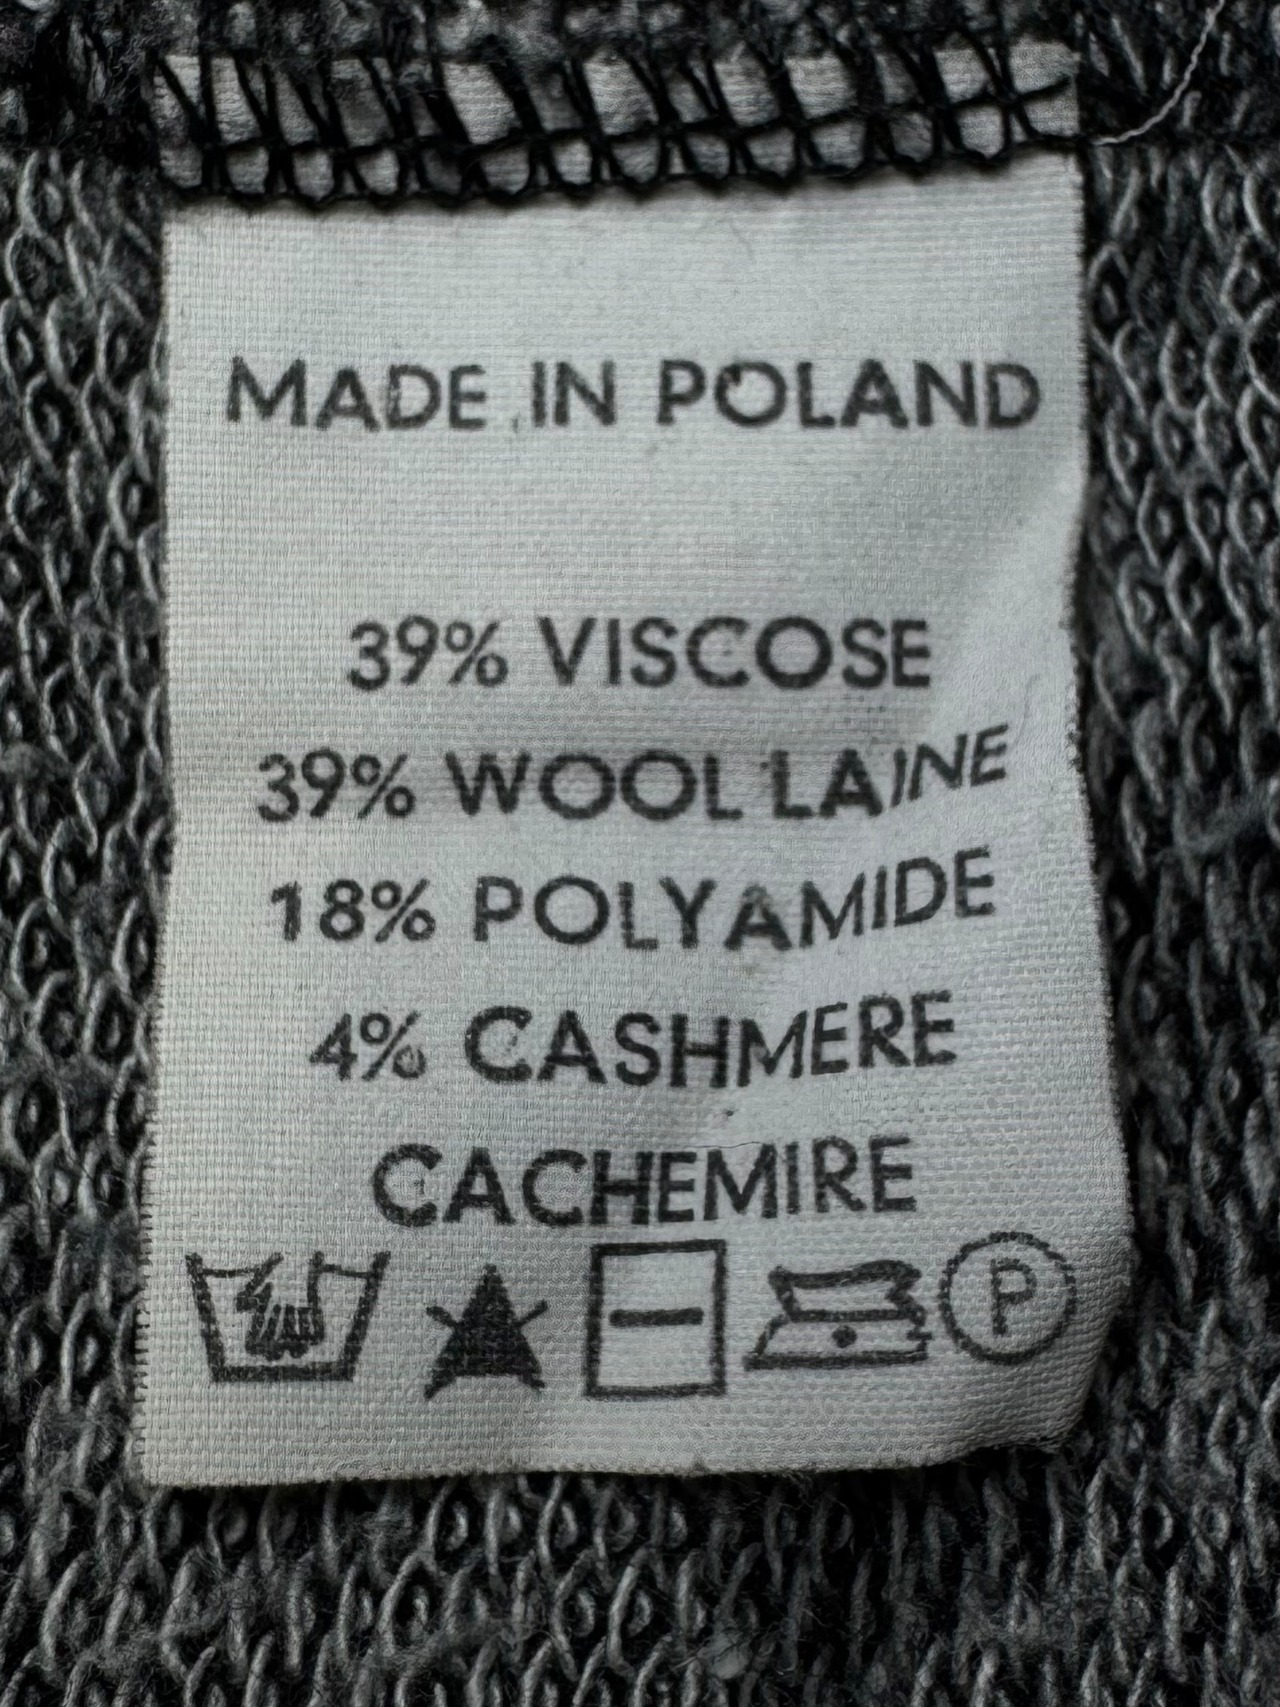 MADE IN POLAND
39% VISCOSE
39% WOOL LAINE
18% POLYAMIDE
4% CASHMERE
CACHEMIRE
P